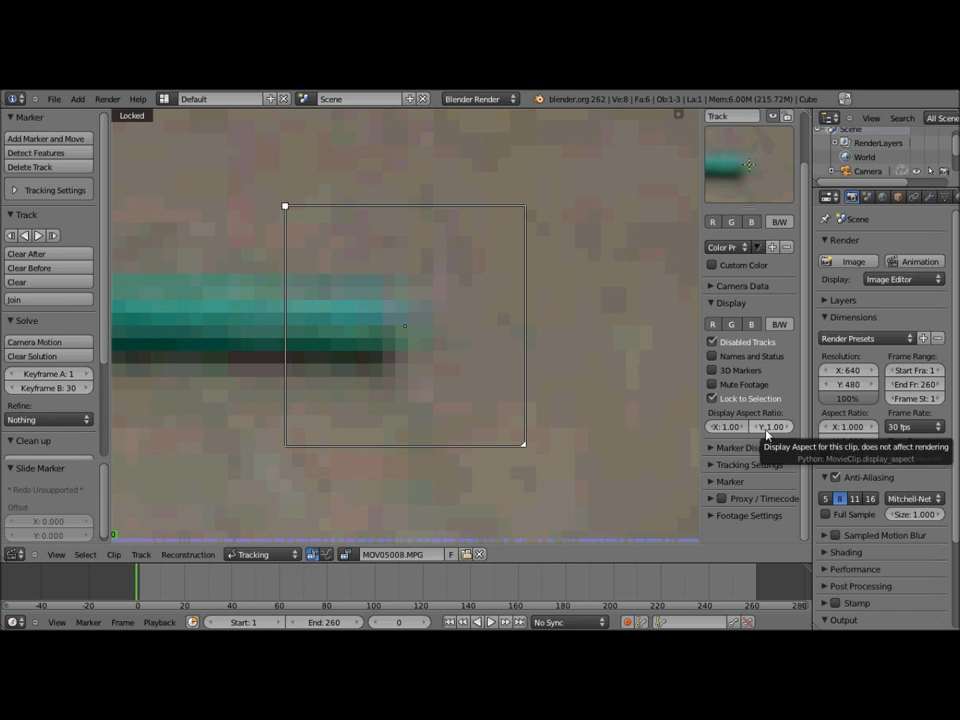 File Add Render Help Default Scene Blender Render blender.org 262 | Ve:8 | Fa:6 | Ob:1-3 | La:1 | Mem:6.00M (215.72M) | Cube
Marker
Add Marker and Move
Detect Features
Delete Track
Tracking Settings
Track
Clear After
Clear Before
Clear
Join
Solve
Camera Motion
Clear Solution
Keyframe A: 1
Keyframe B: 30
Refine:
Nothing
Clean up
Slide Marker
* Redo Unsupported *
Offset
X: 0.000
Y: 0.000
Locked
0
Track
R G B B/W
Color Pr
Custom Color
Camera Data
Display
R G B B/W
Disabled Tracks
Names and Status
3D Markers
Mute Footage
Lock to Selection
Display Aspect Ratio:
X: 1.00 Y: 1.00
Display Aspect for this clip, does not affect rendering
Python: MovieClip.display_aspect
Marker Dis
Tracking Settings
Marker
Proxy / Timecode
Footage Settings
View Search All Scene
Scene
RenderLayers
World
Camera
Scene
Render
Image Animation
Display: Image Editor
Layers
Dimensions
Render Presets
Resolution: Frame Range:
X: 640 Start Fra: 1
Y: 480 End Fr: 260
100% Frame St: 1
Aspect Ratio: Frame Rate:
X: 1.000 30 fps
Anti-Aliasing
5 8 11 16 Mitchell-Net
Full Sample Size: 1.000
Sampled Motion Blur
Shading
Performance
Post Processing
Stamp
Output
View Select Clip Track Reconstruction Tracking MOV05008.MPG F
-40 -20 0 20 40 60 80 100 120 140 160 180 200 220 240 260 280
View Marker Frame Playback Start: 1 End: 260 0 No Sync